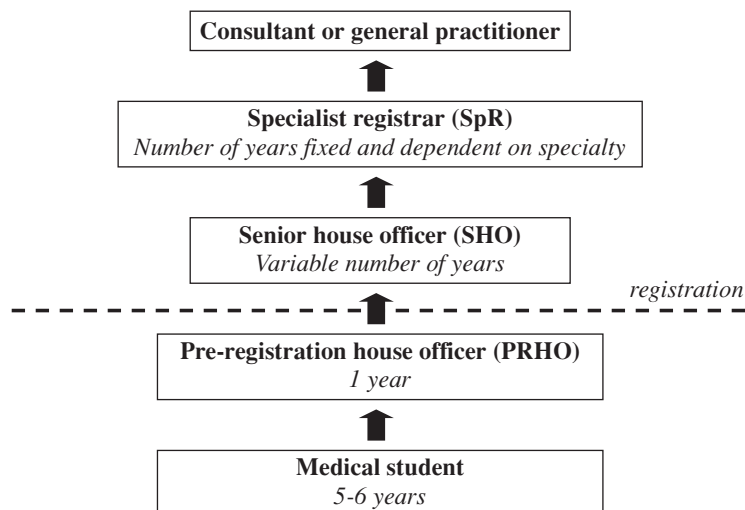 Consultant or general practitioner
Specialist registrar (SpR)
Number of years fixed and dependent on specialty
Senior house officer (SHO)
Variable number of years
registration
Pre-registration house officer (PRHO)
1 year
Medical student
5-6 years